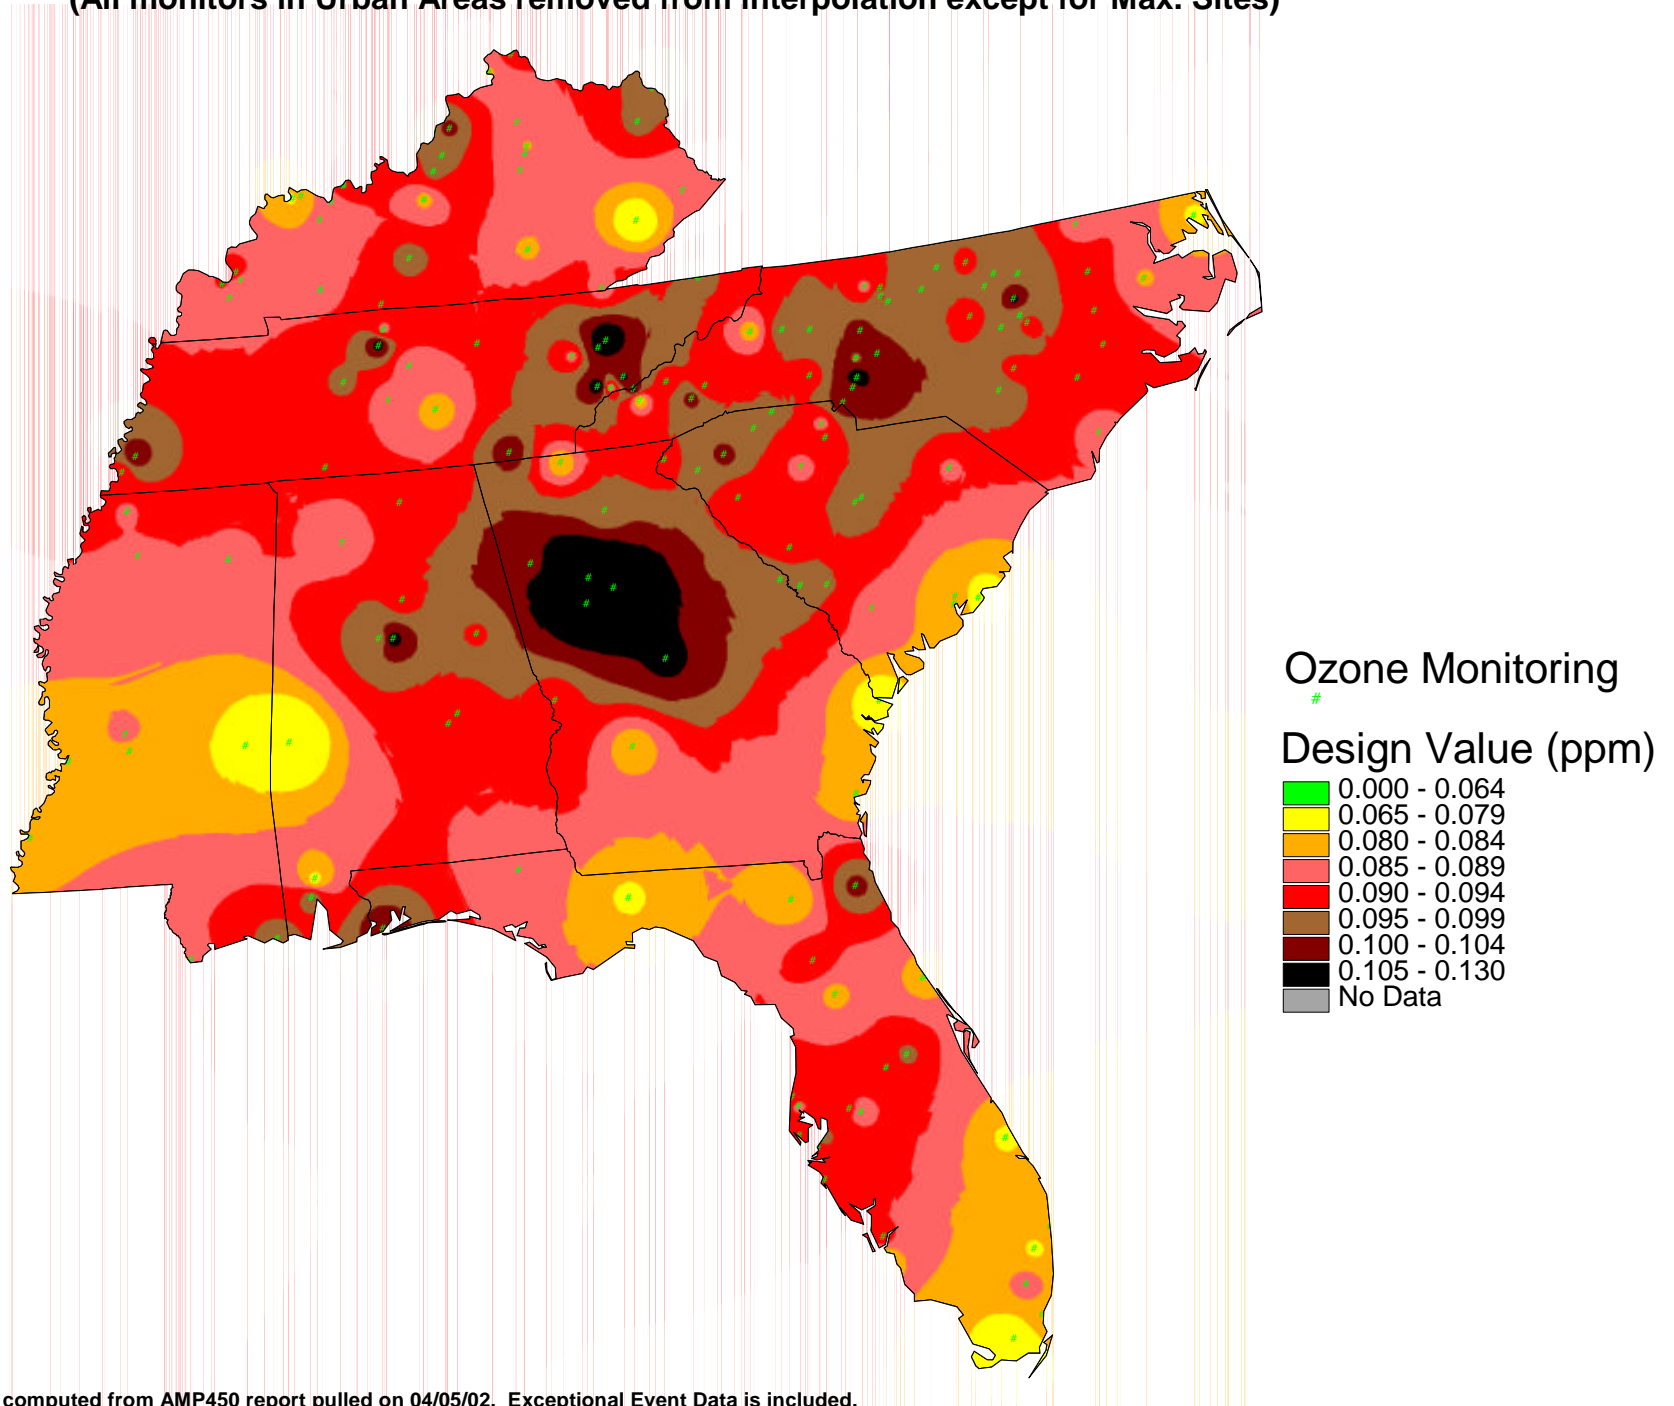 (All monitors in Urban Areas removed from interpolation except for Max. Sites)
Ozone Monitoring
#
Design Value (ppm)
0.000 - 0.064
0.065 - 0.079
0.080 - 0.084
0.085 - 0.089
0.090 - 0.094
0.095 - 0.099
0.100 - 0.104
0.105 - 0.130
No Data
computed from AMP450 report pulled on 04/05/02. Exceptional Event Data is included.